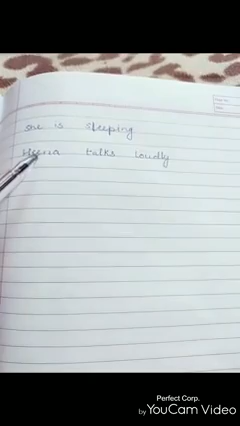 she is sleeping
Heena talks loudly
Perfect Corp.
by YouCam Video